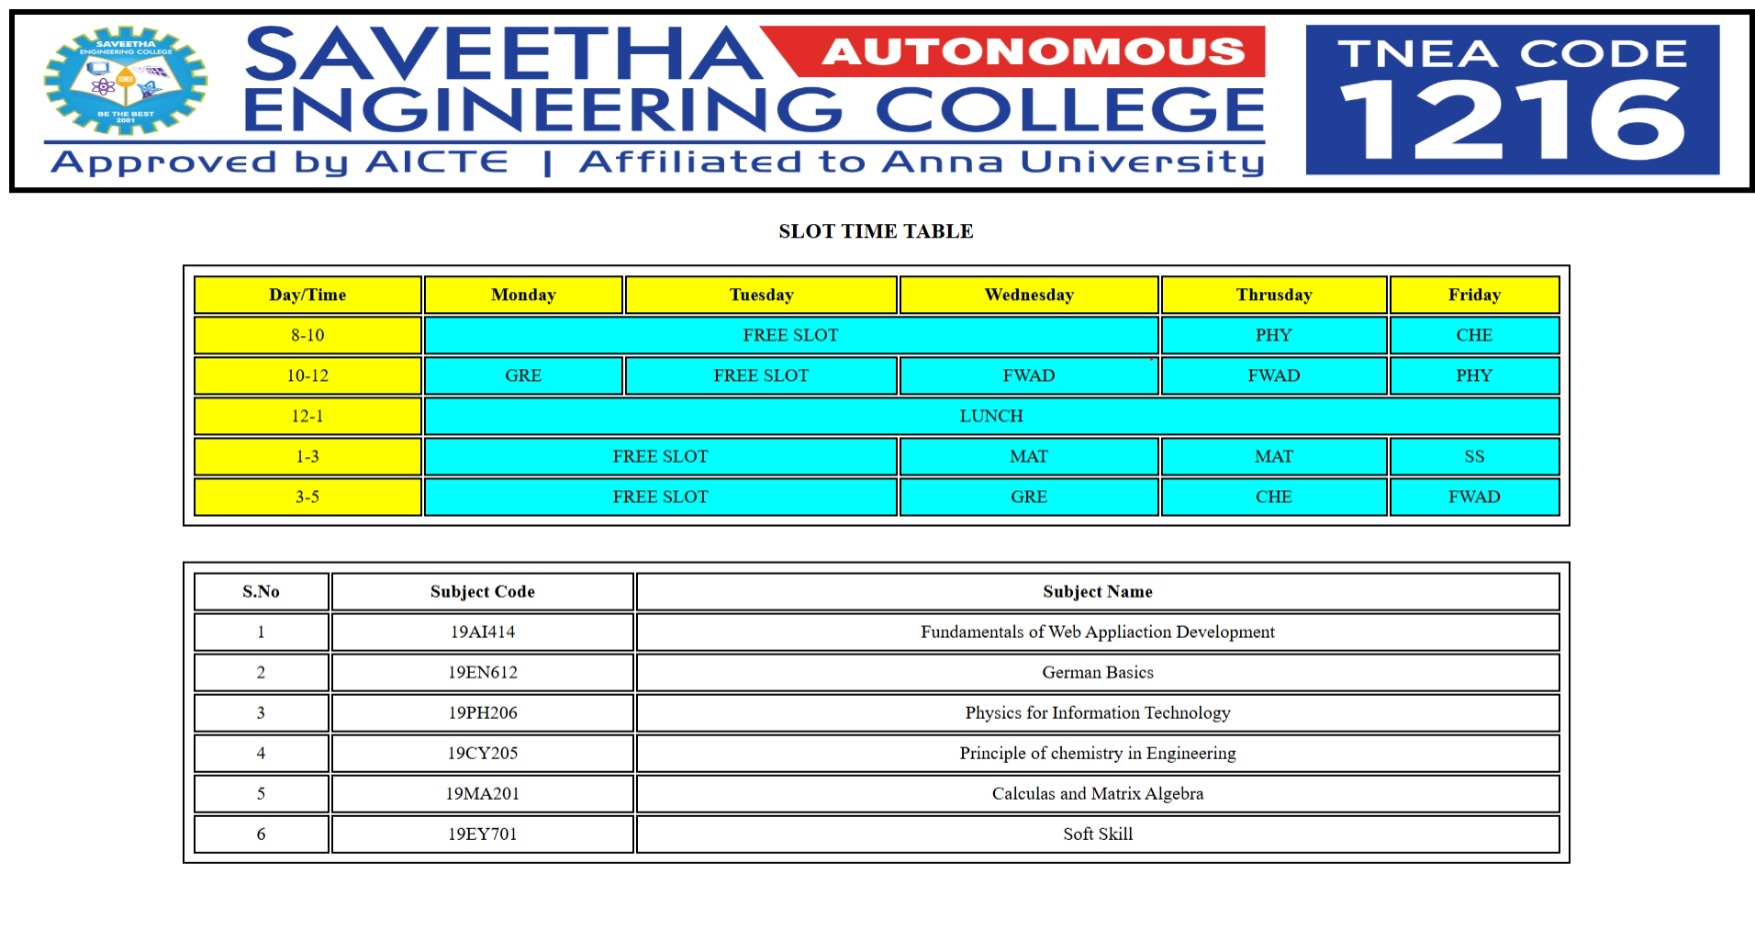 SAVEETHA
ENGINEERING COLLEGE
BE THE BEST
2001
SAVEETHA AUTONOMOUS
ENGINEERING COLLEGE
Approved by AICTE | Affiliated to Anna University
TNEA CODE
1216
SLOT TIME TABLE
Day/Time Monday Tuesday Wednesday Thrusday Friday
8-10 FREE SLOT PHY CHE
10-12 GRE FREE SLOT FWAD FWAD PHY
12-1 LUNCH
1-3 FREE SLOT MAT MAT SS
3-5 FREE SLOT GRE CHE FWAD
S.No Subject Code Subject Name
1 19AI414 Fundamentals of Web Appliaction Development
2 19EN612 German Basics
3 19PH206 Physics for Information Technology
4 19CY205 Principle of chemistry in Engineering
5 19MA201 Calculas and Matrix Algebra
6 19EY701 Soft Skill